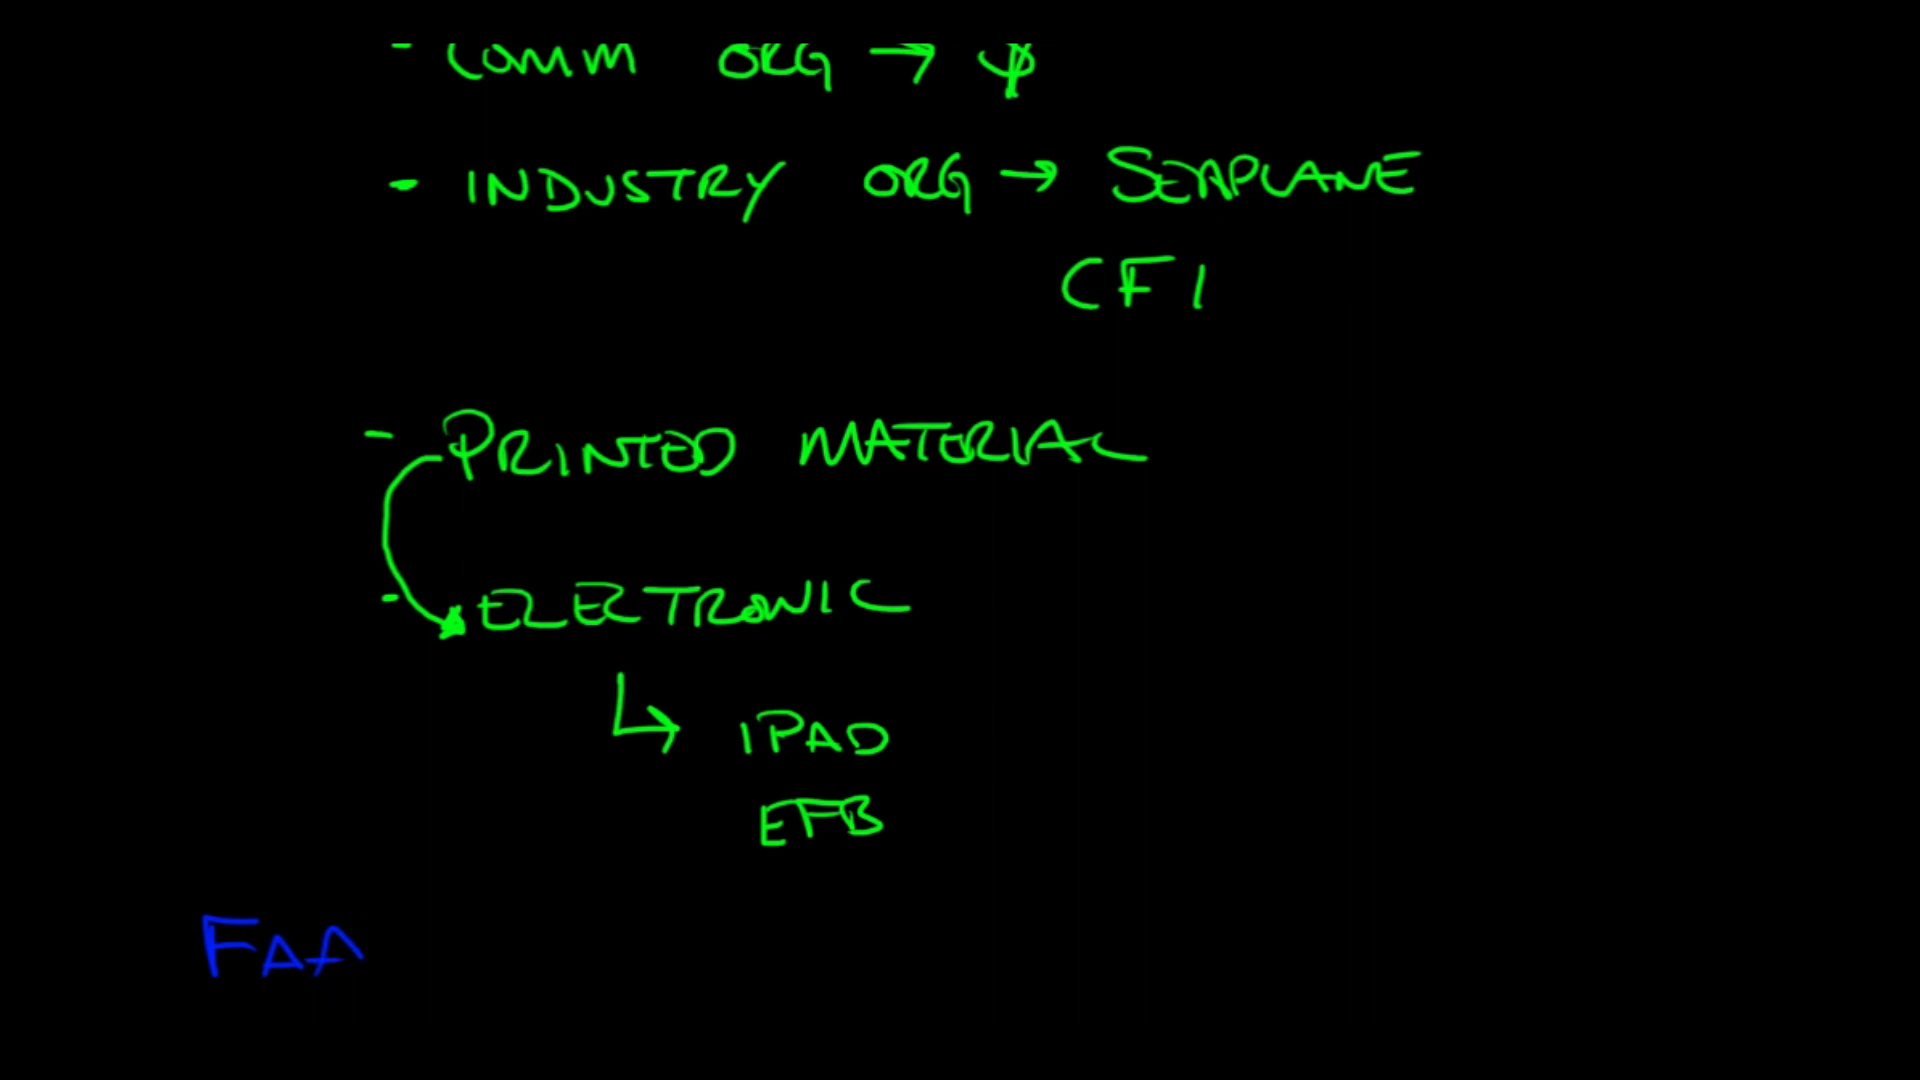 - COMM ORG →
- INDUSTRY ORG → SEAPLANE
CFI
- PRINTED MATERIAL
- ELECTRONIC
↳ IPAD
EFB
FAA